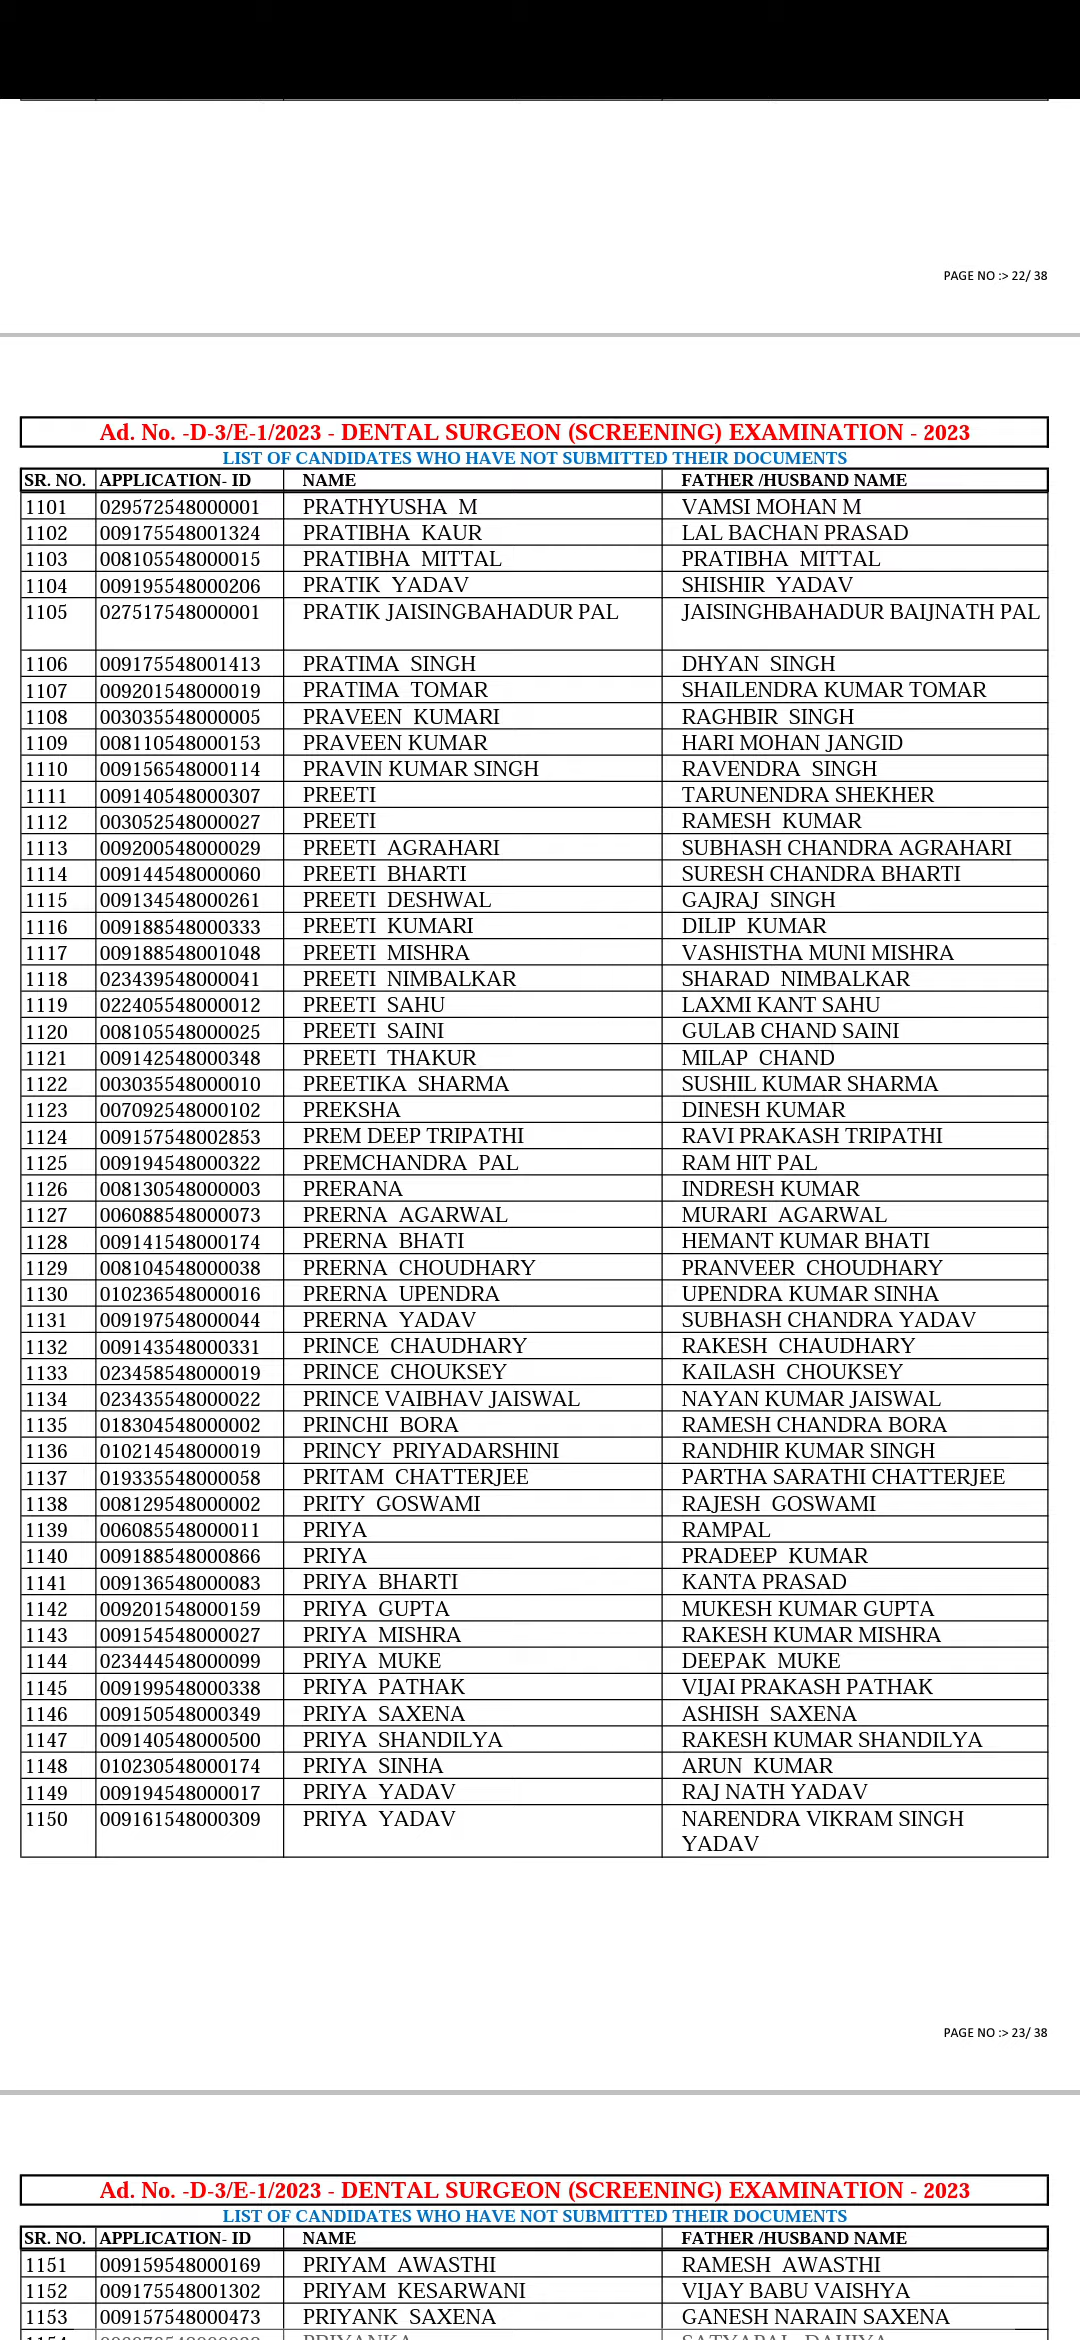 PAGE NO :> 22/ 38
Ad. No. -D-3/E-1/2023 - DENTAL SURGEON (SCREENING) EXAMINATION - 2023
LIST OF CANDIDATES WHO HAVE NOT SUBMITTED THEIR DOCUMENTS
SR. NO. APPLICATION- ID NAME FATHER /HUSBAND NAME
1101 029572548000001 PRATHYUSHA M VAMSI MOHAN M
1102 009175548001324 PRATIBHA KAUR LAL BACHAN PRASAD
1103 008105548000015 PRATIBHA MITTAL PRATIBHA MITTAL
1104 009195548000206 PRATIK YADAV SHISHIR YADAV
1105 027517548000001 PRATIK JAISINGBAHADUR PAL JAISINGHBAHADUR BAIJNATH PAL
1106 009175548001413 PRATIMA SINGH DHYAN SINGH
1107 009201548000019 PRATIMA TOMAR SHAILENDRA KUMAR TOMAR
1108 003035548000005 PRAVEEN KUMARI RAGHBIR SINGH
1109 008110548000153 PRAVEEN KUMAR HARI MOHAN JANGID
1110 009156548000114 PRAVIN KUMAR SINGH RAVENDRA SINGH
1111 009140548000307 PREETI TARUNENDRA SHEKHER
1112 003052548000027 PREETI RAMESH KUMAR
1113 009200548000029 PREETI AGRAHARI SUBHASH CHANDRA AGRAHARI
1114 009144548000060 PREETI BHARTI SURESH CHANDRA BHARTI
1115 009134548000261 PREETI DESHWAL GAJRAJ SINGH
1116 009188548000333 PREETI KUMARI DILIP KUMAR
1117 009188548001048 PREETI MISHRA VASHISTHA MUNI MISHRA
1118 023439548000041 PREETI NIMBALKAR SHARAD NIMBALKAR
1119 022405548000012 PREETI SAHU LAXMI KANT SAHU
1120 008105548000025 PREETI SAINI GULAB CHAND SAINI
1121 009142548000348 PREETI THAKUR MILAP CHAND
1122 003035548000010 PREETIKA SHARMA SUSHIL KUMAR SHARMA
1123 007092548000102 PREKSHA DINESH KUMAR
1124 009157548002853 PREM DEEP TRIPATHI RAVI PRAKASH TRIPATHI
1125 009194548000322 PREMCHANDRA PAL RAM HIT PAL
1126 008130548000003 PRERANA INDRESH KUMAR
1127 006088548000073 PRERNA AGARWAL MURARI AGARWAL
1128 009141548000174 PRERNA BHATI HEMANT KUMAR BHATI
1129 008104548000038 PRERNA CHOUDHARY PRANVEER CHOUDHARY
1130 010236548000016 PRERNA UPENDRA UPENDRA KUMAR SINHA
1131 009197548000044 PRERNA YADAV SUBHASH CHANDRA YADAV
1132 009143548000331 PRINCE CHAUDHARY RAKESH CHAUDHARY
1133 023458548000019 PRINCE CHOUKSEY KAILASH CHOUKSEY
1134 023435548000022 PRINCE VAIBHAV JAISWAL NAYAN KUMAR JAISWAL
1135 018304548000002 PRINCHI BORA RAMESH CHANDRA BORA
1136 010214548000019 PRINCY PRIYADARSHINI RANDHIR KUMAR SINGH
1137 019335548000058 PRITAM CHATTERJEE PARTHA SARATHI CHATTERJEE
1138 008129548000002 PRITY GOSWAMI RAJESH GOSWAMI
1139 006085548000011 PRIYA RAMPAL
1140 009188548000866 PRIYA PRADEEP KUMAR
1141 009136548000083 PRIYA BHARTI KANTA PRASAD
1142 009201548000159 PRIYA GUPTA MUKESH KUMAR GUPTA
1143 009154548000027 PRIYA MISHRA RAKESH KUMAR MISHRA
1144 023444548000099 PRIYA MUKE DEEPAK MUKE
1145 009199548000338 PRIYA PATHAK VIJAI PRAKASH PATHAK
1146 009150548000349 PRIYA SAXENA ASHISH SAXENA
1147 009140548000500 PRIYA SHANDILYA RAKESH KUMAR SHANDILYA
1148 010230548000174 PRIYA SINHA ARUN KUMAR
1149 009194548000017 PRIYA YADAV RAJ NATH YADAV
1150 009161548000309 PRIYA YADAV NARENDRA VIKRAM SINGH
YADAV
PAGE NO :> 23/ 38
Ad. No. -D-3/E-1/2023 - DENTAL SURGEON (SCREENING) EXAMINATION - 2023
LIST OF CANDIDATES WHO HAVE NOT SUBMITTED THEIR DOCUMENTS
SR. NO. APPLICATION- ID NAME FATHER /HUSBAND NAME
1151 009159548000169 PRIYAM AWASTHI RAMESH AWASTHI
1152 009175548001302 PRIYAM KESARWANI VIJAY BABU VAISHYA
1153 009157548000473 PRIYANK SAXENA GANESH NARAIN SAXENA